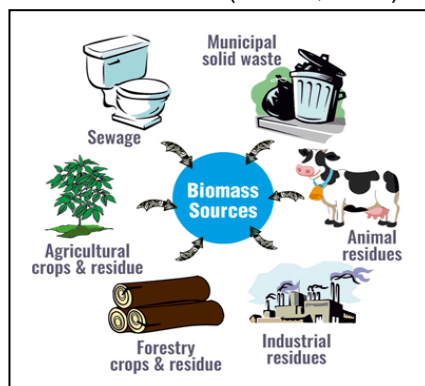 Municipal
solid waste
Sewage
Biomass
Sources
Agricultural
crops & residue
Animal
residues
Forestry
crops & residue
Industrial
residues